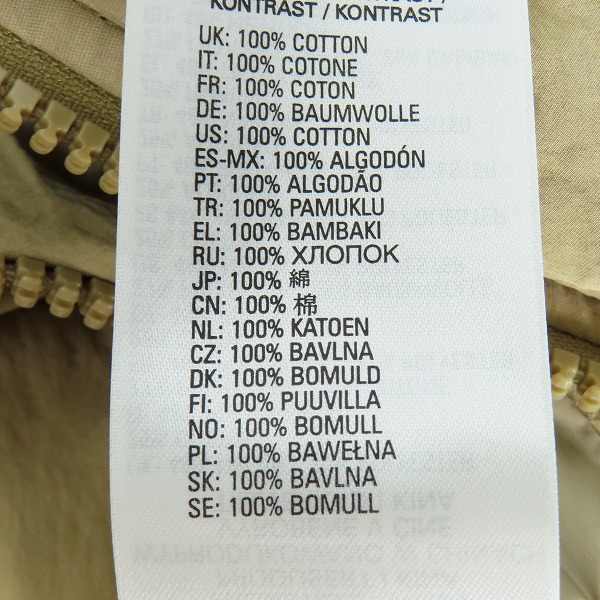 KONTRAST / KONTRAST
UK: 100% COTTON
IT: 100% COTONE
FR: 100% COTON
DE: 100% BAUMWOLLE
US: 100% COTTON
ES-MX: 100% ALGODÓN
PT: 100% ALGODÃO
TR: 100% PAMUKLU
EL: 100% BAMBAKI
RU: 100% ХЛОПОК
JP: 100% 綿
CN: 100% 棉
NL: 100% KATOEN
CZ: 100% BAVLNA
DK: 100% BOMULD
FI: 100% PUUVILLA
NO: 100% BOMULL
PL: 100% BAWEŁNA
SK: 100% BAVLNA
SE: 100% BOMULL